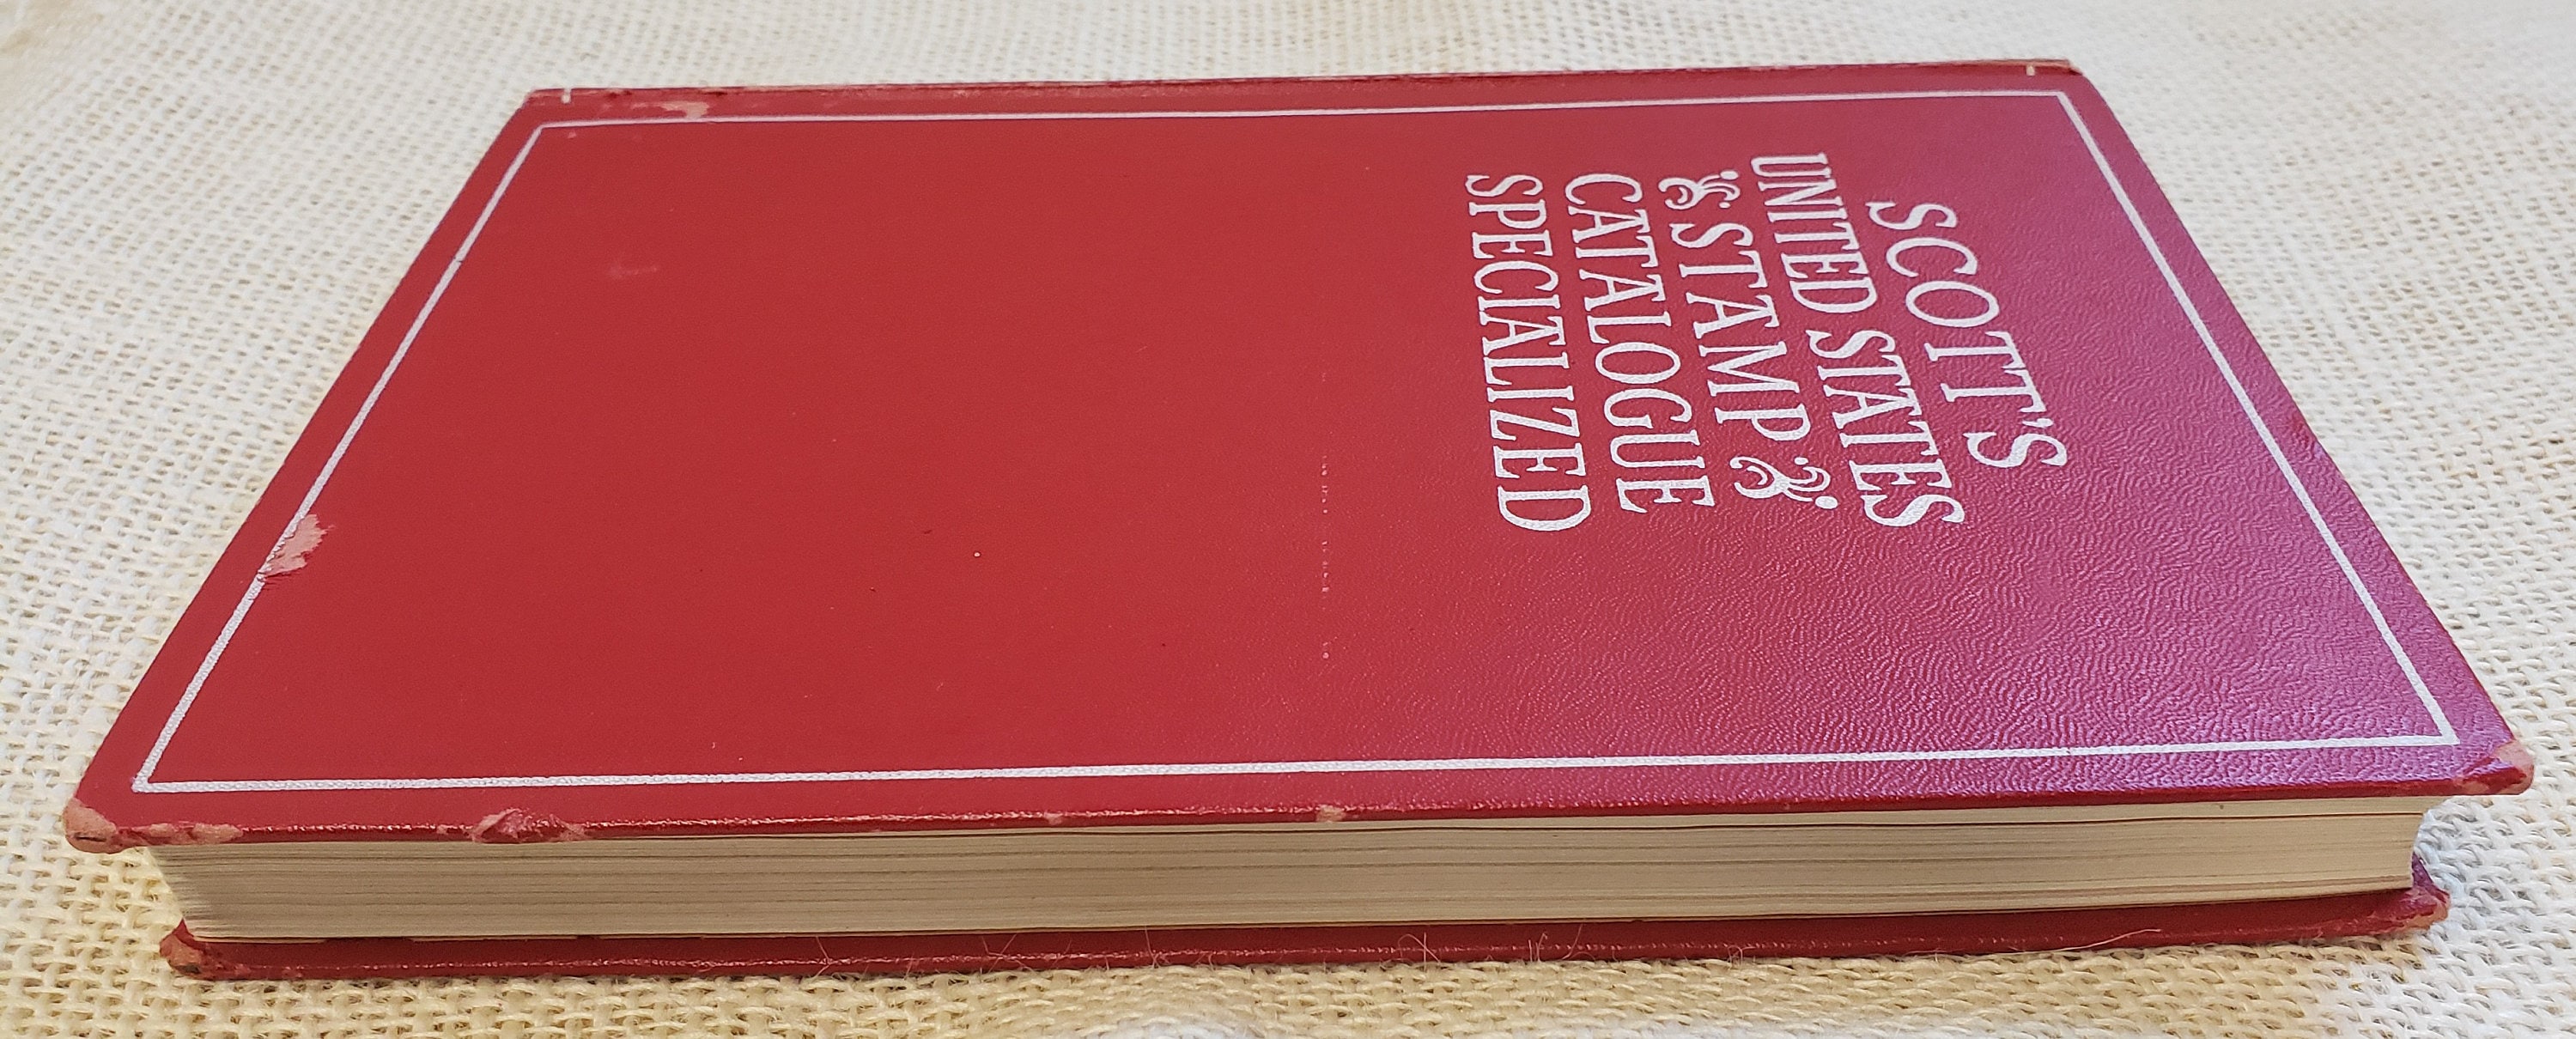 SCOTT'S
UNITED STATES
STAMP
CATALOGUE
SPECIALIZED